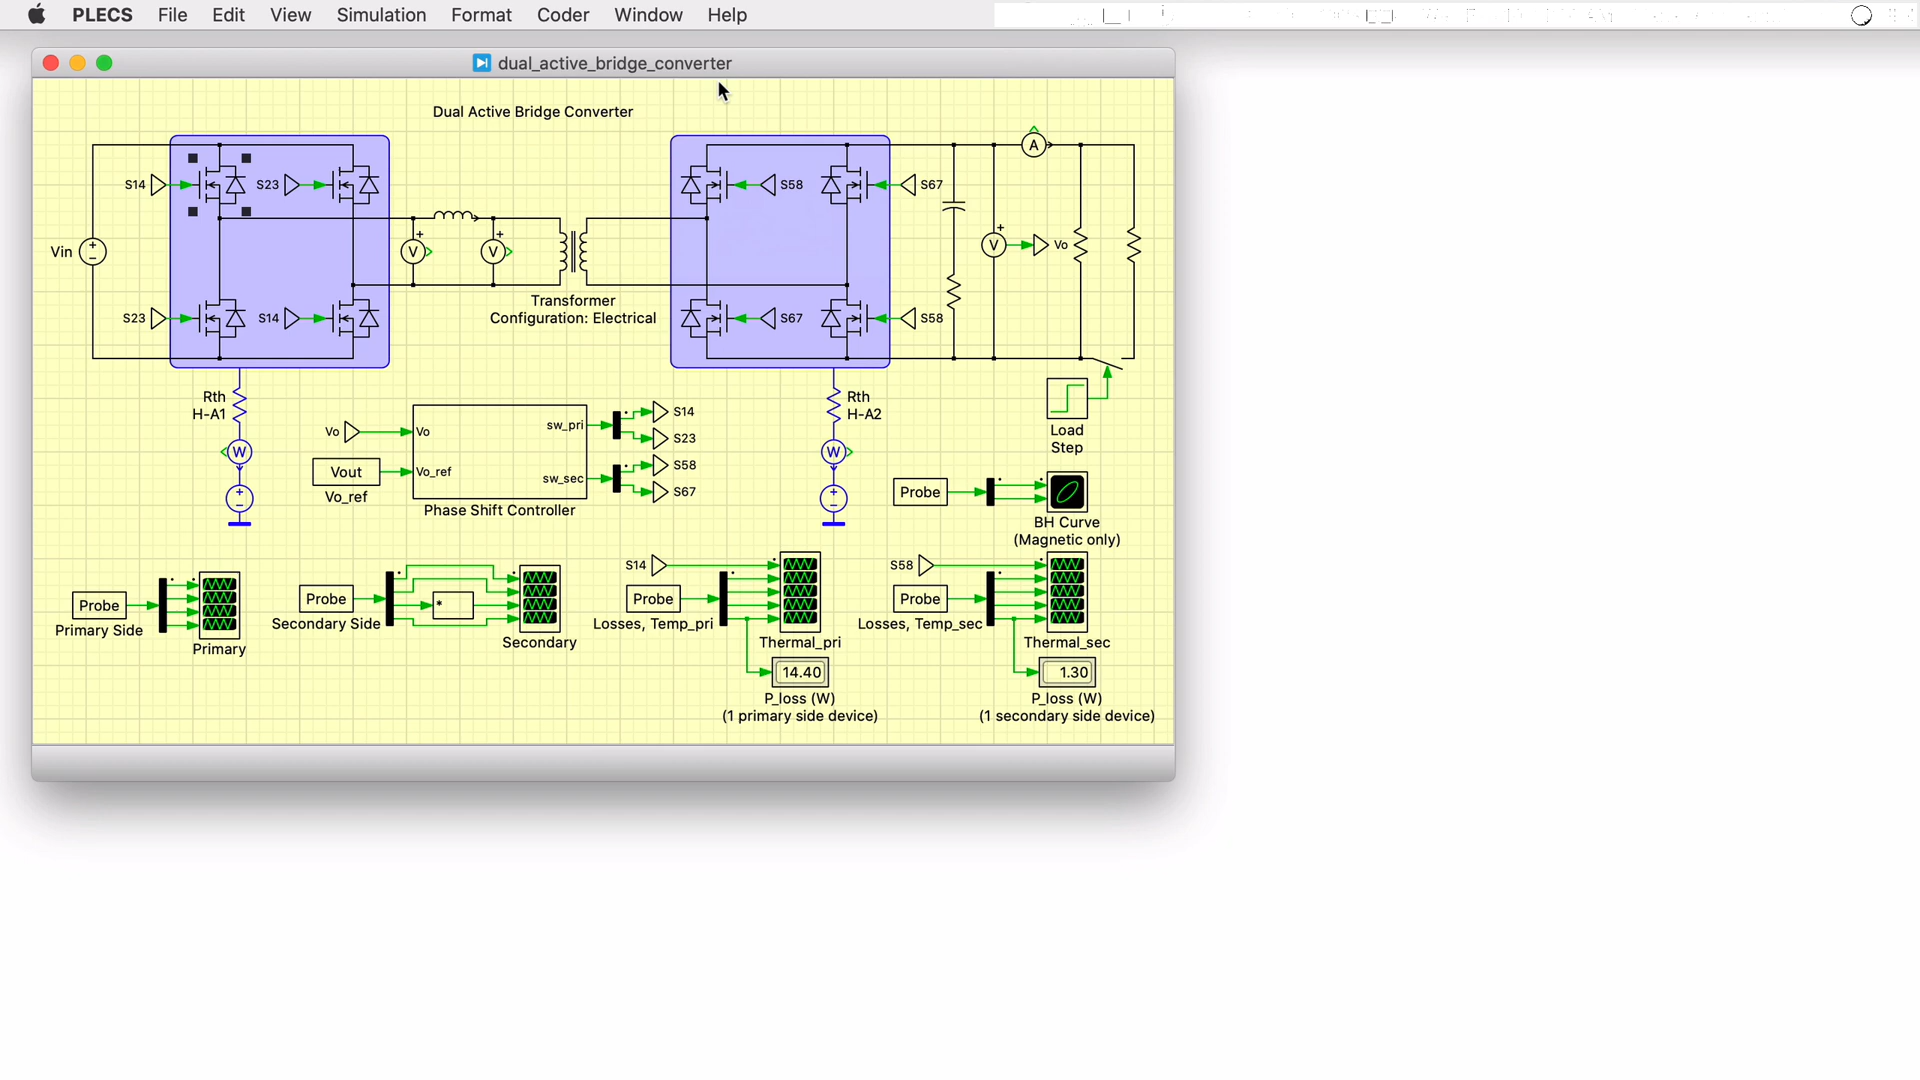 PLECS File Edit View Simulation Format Coder Window Help
dual_active_bridge_converter
Dual Active Bridge Converter
A
S14 S23 S58 S67
Vin V V V Vo
Transformer
Configuration: Electrical
S23 S14 S67 S58
Rth
H-A1
Rth
H-A2
Load
Step
Vo Vo sw_pri S14
S23
W W
Vout Vo_ref sw_sec S58
Vo_ref S67
Phase Shift Controller
Probe
BH Curve
(Magnetic only)
S14 S58
Probe Probe * Probe Probe
Primary Side Secondary Side Losses, Temp_pri Losses, Temp_sec
Primary Secondary Thermal_pri Thermal_sec
14.40 1.30
P_loss (W) P_loss (W)
(1 primary side device) (1 secondary side device)